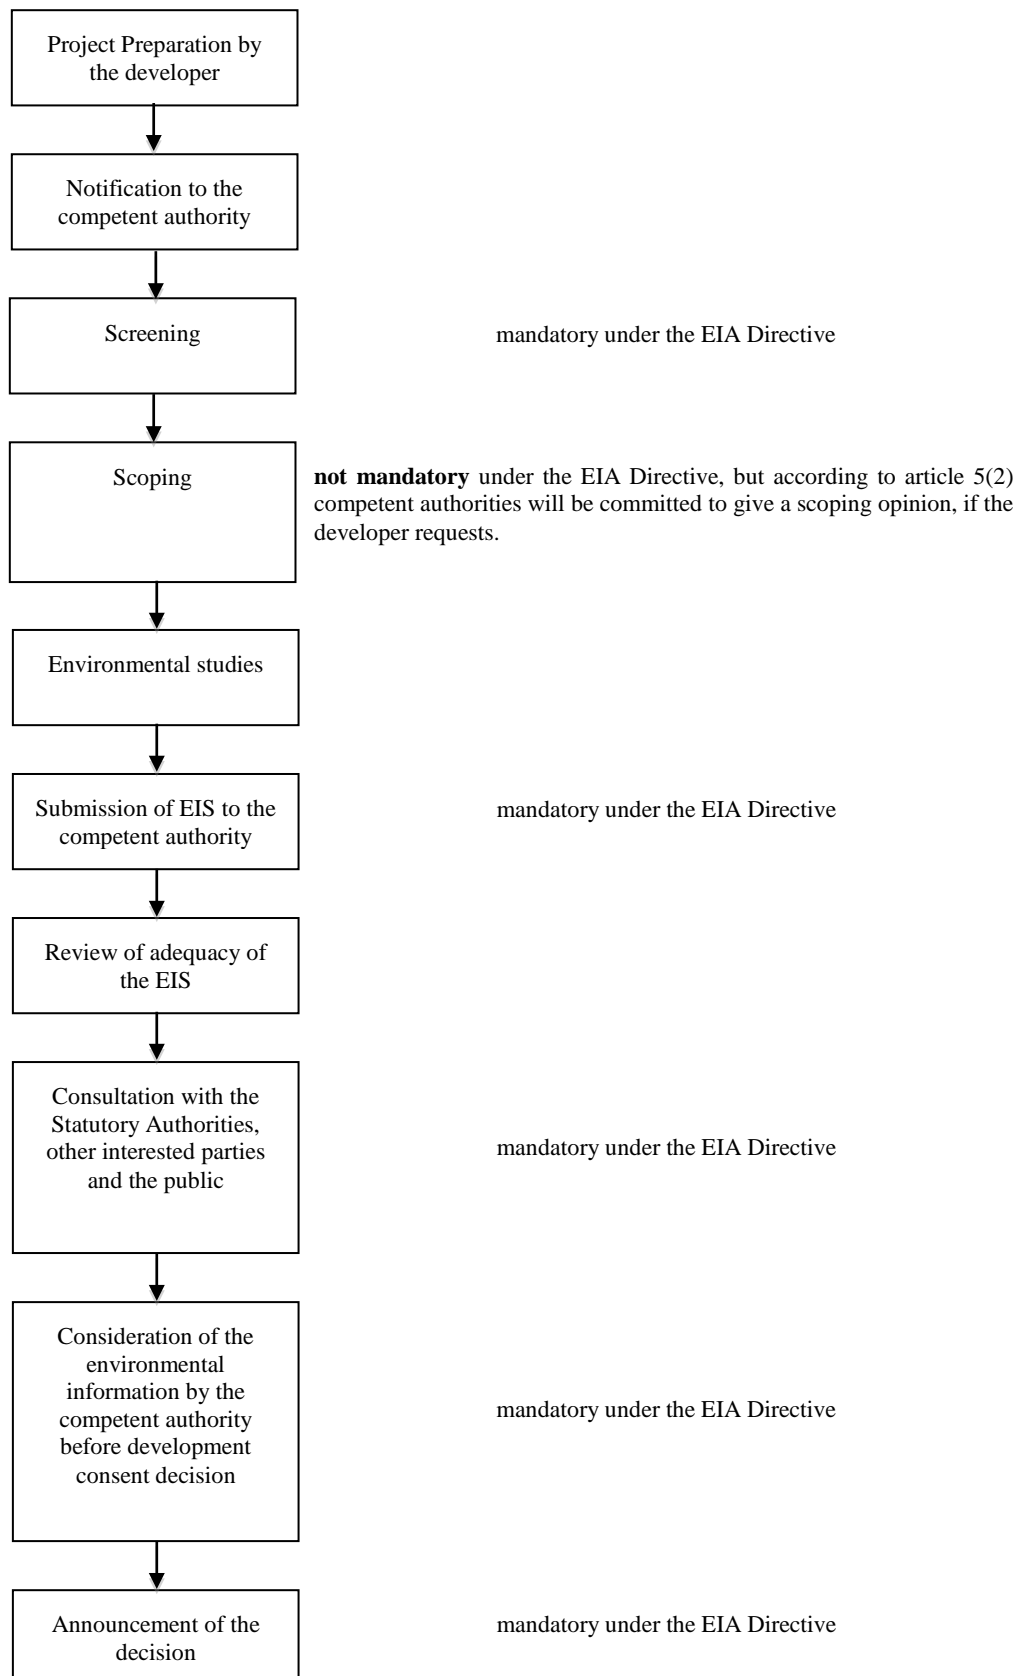 Project Preparation by
the developer
Notification to the
competent authority
Screening
mandatory under the EIA Directive
Scoping
not mandatory under the EIA Directive, but according to article 5(2)
competent authorities will be committed to give a scoping opinion, if the
developer requests.
Environmental studies
Submission of EIS to the
competent authority
mandatory under the EIA Directive
Review of adequacy of
the EIS
Consultation with the
Statutory Authorities,
other interested parties
and the public
mandatory under the EIA Directive
Consideration of the
environmental
information by the
competent authority
before development
consent decision
mandatory under the EIA Directive
Announcement of the
decision
mandatory under the EIA Directive